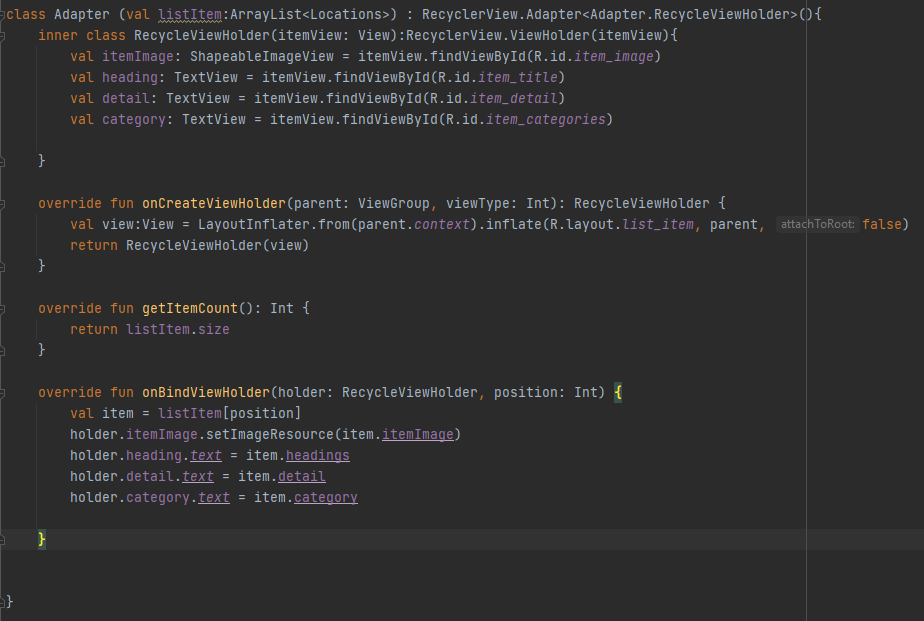 class Adapter (val listItem:ArrayList<Locations>) : RecyclerView.Adapter<Adapter.RecycleViewHolder>(){
    inner class RecycleViewHolder(itemView: View):RecyclerView.ViewHolder(itemView){
        val itemImage: ShapeableImageView = itemView.findViewById(R.id.item_image)
        val heading: TextView = itemView.findViewById(R.id.item_title)
        val detail: TextView = itemView.findViewById(R.id.item_detail)
        val category: TextView = itemView.findViewById(R.id.item_categories)
    }
    override fun onCreateViewHolder(parent: ViewGroup, viewType: Int): RecycleViewHolder {
        val view:View = LayoutInflater.from(parent.context).inflate(R.layout.list_item, parent, attachToRoot: false)
        return RecycleViewHolder(view)
    }
    override fun getItemCount(): Int {
        return listItem.size
    }
    override fun onBindViewHolder(holder: RecycleViewHolder, position: Int) {
        val item = listItem[position]
        holder.itemImage.setImageResource(item.itemImage)
        holder.heading.text = item.headings
        holder.detail.text = item.detail
        holder.category.text = item.category
    }
}